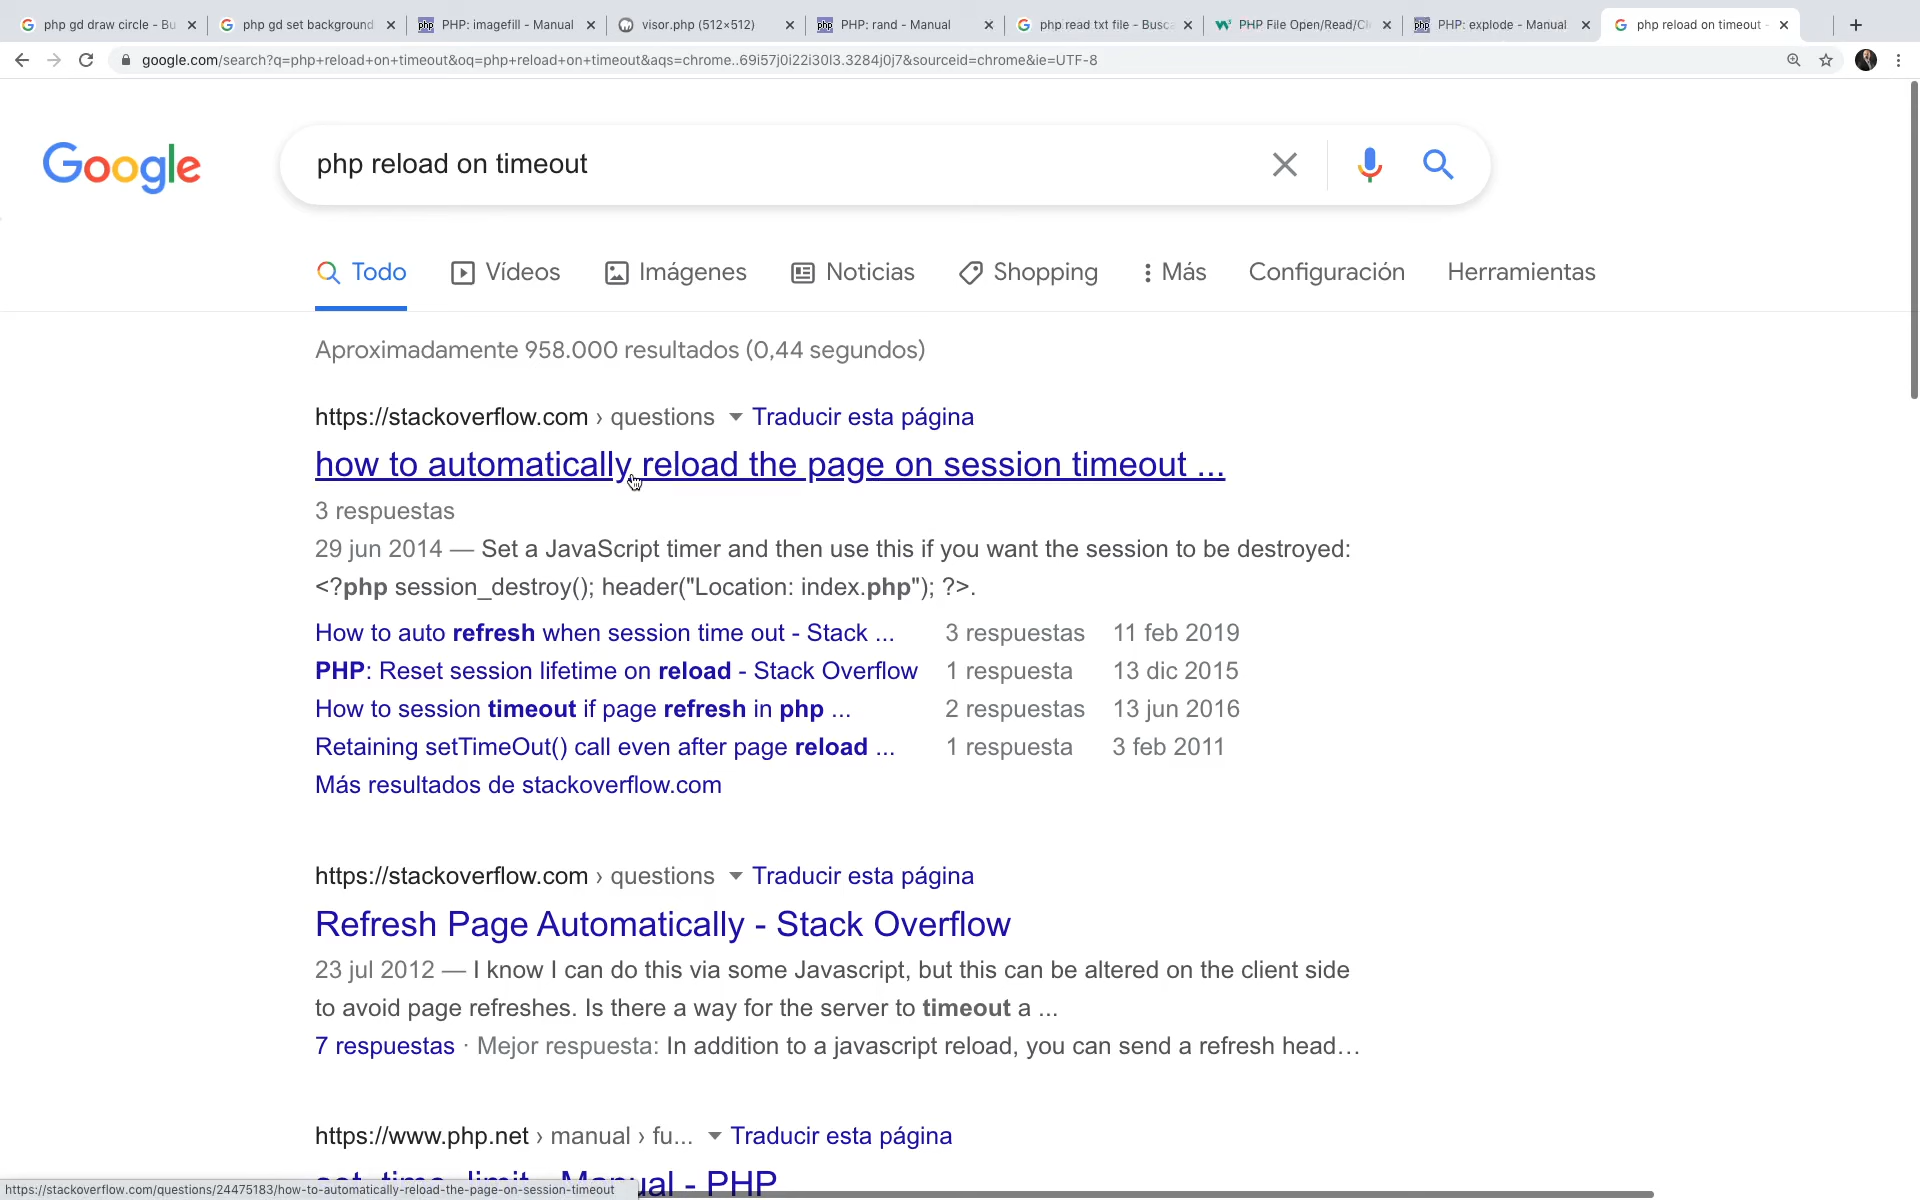 php gd draw circle - Bu
php gd set background
PHP: imagefill - Manual
visor.php (512×512)
PHP: rand - Manual
php read txt file - Busca
PHP File Open/Read/Cl
PHP: explode - Manual
php reload on timeout -
google.com/search?q=php+reload+on+timeout&oq=php+reload+on+timeout&aqs=chrome..69i57j0i22i30l3.3284j0j7&sourceid=chrome&ie=UTF-8
Google
php reload on timeout
Todo Vídeos Imágenes Noticias Shopping Más Configuración Herramientas
Aproximadamente 958.000 resultados (0,44 segundos)
https://stackoverflow.com › questions Traducir esta página
how to automatically reload the page on session timeout ...
3 respuestas
29 jun 2014 — Set a JavaScript timer and then use this if you want the session to be destroyed:
<?php session_destroy(); header("Location: index.php"); ?>.
How to auto refresh when session time out - Stack ... 3 respuestas 11 feb 2019
PHP: Reset session lifetime on reload - Stack Overflow 1 respuesta 13 dic 2015
How to session timeout if page refresh in php ... 2 respuestas 13 jun 2016
Retaining setTimeOut() call even after page reload ... 1 respuesta 3 feb 2011
Más resultados de stackoverflow.com
https://stackoverflow.com › questions Traducir esta página
Refresh Page Automatically - Stack Overflow
23 jul 2012 — I know I can do this via some Javascript, but this can be altered on the client side
to avoid page refreshes. Is there a way for the server to timeout a ...
7 respuestas · Mejor respuesta: In addition to a javascript reload, you can send a refresh head...
https://www.php.net › manual › fu... Traducir esta página
set_time_limit - Manual - PHP
https://stackoverflow.com/questions/24475183/how-to-automatically-reload-the-page-on-session-timeout